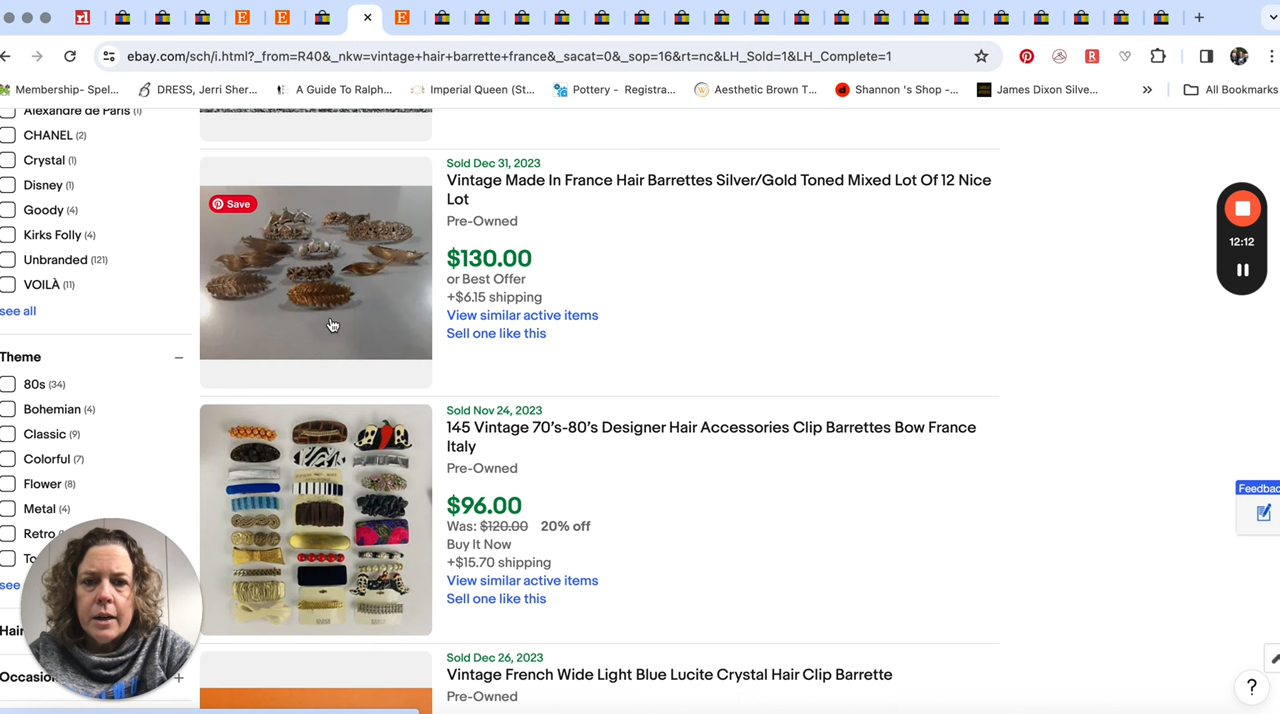 ebay.com/sch/i.html?_from=R40&_nkw=vintage+hair+barrette+france&_sacat=0&_sop=16&rt=nc&LH_Sold=1&LH_Complete=1
Membership- Spel...
DRESS, Jerri Sher...
A Guide To Ralph...
Imperial Queen (St...
Pottery - Registra...
Aesthetic Brown T...
Shannon 's Shop -...
James Dixon Silve...
»
All Bookmarks
Alexandre de Paris (1)
CHANEL (2)
Crystal (1)
Disney (1)
Goody (4)
Kirks Folly (4)
Unbranded (121)
VOILÀ (11)
see all
Theme
80s (34)
Bohemian (4)
Classic (9)
Colorful (7)
Flower (8)
Metal (4)
Retro
see
Hair
Occasion
Save
Sold Dec 31, 2023
Vintage Made In France Hair Barrettes Silver/Gold Toned Mixed Lot Of 12 Nice
Lot
Pre-Owned
$130.00
or Best Offer
+$6.15 shipping
View similar active items
Sell one like this
Sold Nov 24, 2023
145 Vintage 70's-80's Designer Hair Accessories Clip Barrettes Bow France
Italy
Pre-Owned
$96.00
Was: $120.00 20% off
Buy It Now
+$15.70 shipping
View similar active items
Sell one like this
Sold Dec 26, 2023
Vintage French Wide Light Blue Lucite Crystal Hair Clip Barrette
Pre-Owned
12:12
Feedbac
?